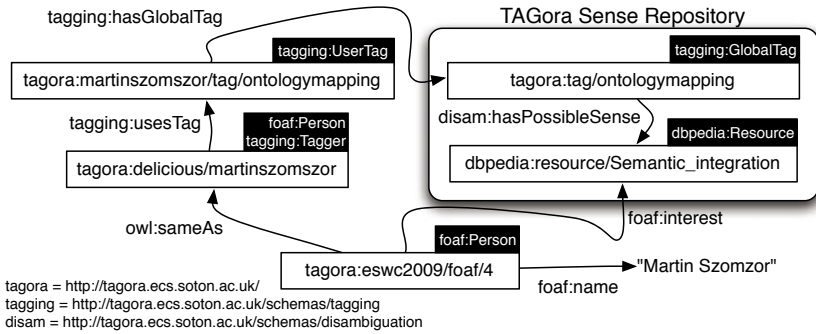 tagging:hasGlobalTag
TAGora Sense Repository
tagging:UserTag
tagging:GlobalTag
tagora:martinszomszor/tag/ontologymapping
tagora:tag/ontologymapping
tagging:usesTag
foaf:Person
tagging:Tagger
disam:hasPossibleSense
dbpedia:Resource
tagora:delicious/martinszomszor
dbpedia:resource/Semantic_integration
owl:sameAs
foaf:interest
foaf:Person
tagora:eswc2009/foaf/4
"Martin Szomzor"
foaf:name
tagora = http://tagora.ecs.soton.ac.uk/
tagging = http://tagora.ecs.soton.ac.uk/schemas/tagging
disam = http://tagora.ecs.soton.ac.uk/schemas/disambiguation